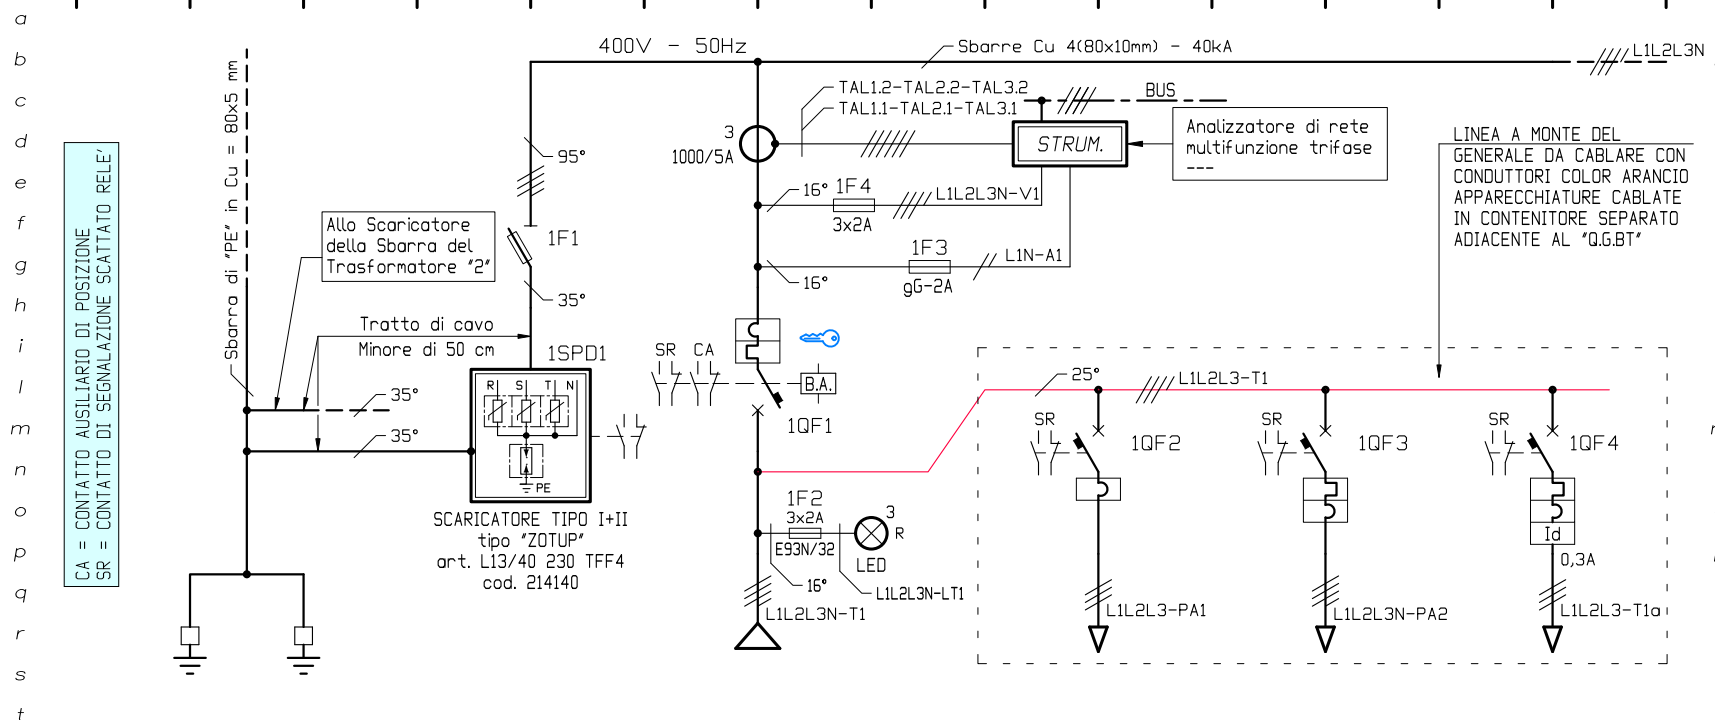 a
b
c
d
e
f
g
h
i
l
m
n
o
p
q
r
s
t
CA = CONTATTO AUSILIARIO DI POSIZIONE
SR = CONTATTO DI SEGNALAZIONE SCATTATO RELE'
Sbarra di "PE" in Cu = 80x5 mm
400V - 50Hz
Sbarre Cu 4(80x10mm) - 40kA
L1L2L3N
TAL1.2-TAL2.2-TAL3.2
TAL1.1-TAL2.1-TAL3.1
BUS
3
1000/5A
STRUM.
Analizzatore di rete
multifunzione trifase
---
LINEA A MONTE DEL
GENERALE DA CABLARE CON
CONDUTTORI COLOR ARANCIO
APPARECCHIATURE CABLATE
IN CONTENITORE SEPARATO
ADIACENTE AL "Q.G.BT"
95°
16°
1F4
3x2A
L1L2L3N-V1
Allo Scaricatore
della Sbarra del
Trasformatore "2"
1F1
35°
16°
1F3
gG-2A
L1N-A1
Tratto di cavo
Minore di 50 cm
1SPD1
R S T N
PE
35°
35°
SR CA
B.A.
1QF1
SCARICATORE TIPO I+II
tipo "ZOTUP"
art. L13/40 230 TFF4
cod. 214140
1F2
3x2A
E93N/32
3
R
LED
16°
L1L2L3N-LT1
L1L2L3N-T1
25°
L1L2L3-T1
SR
1QF2
L1L2L3-PA1
SR
1QF3
L1L2L3N-PA2
SR
1QF4
Id
0,3A
L1L2L3-T1a